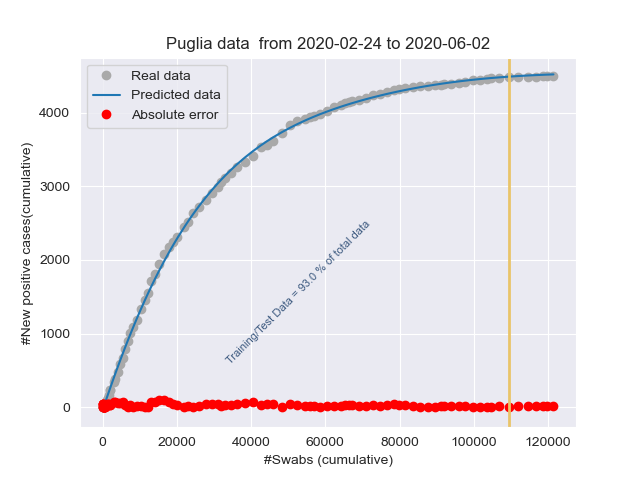 Puglia data  from 2020-02-24 to 2020-06-02
Real data
Predicted data
Absolute error
#New positive cases(cumulative)
4000
3000
2000
1000
0
Training/Test Data = 93.0 % of total data
0
20000
40000
60000
80000
100000
120000
#Swabs (cumulative)